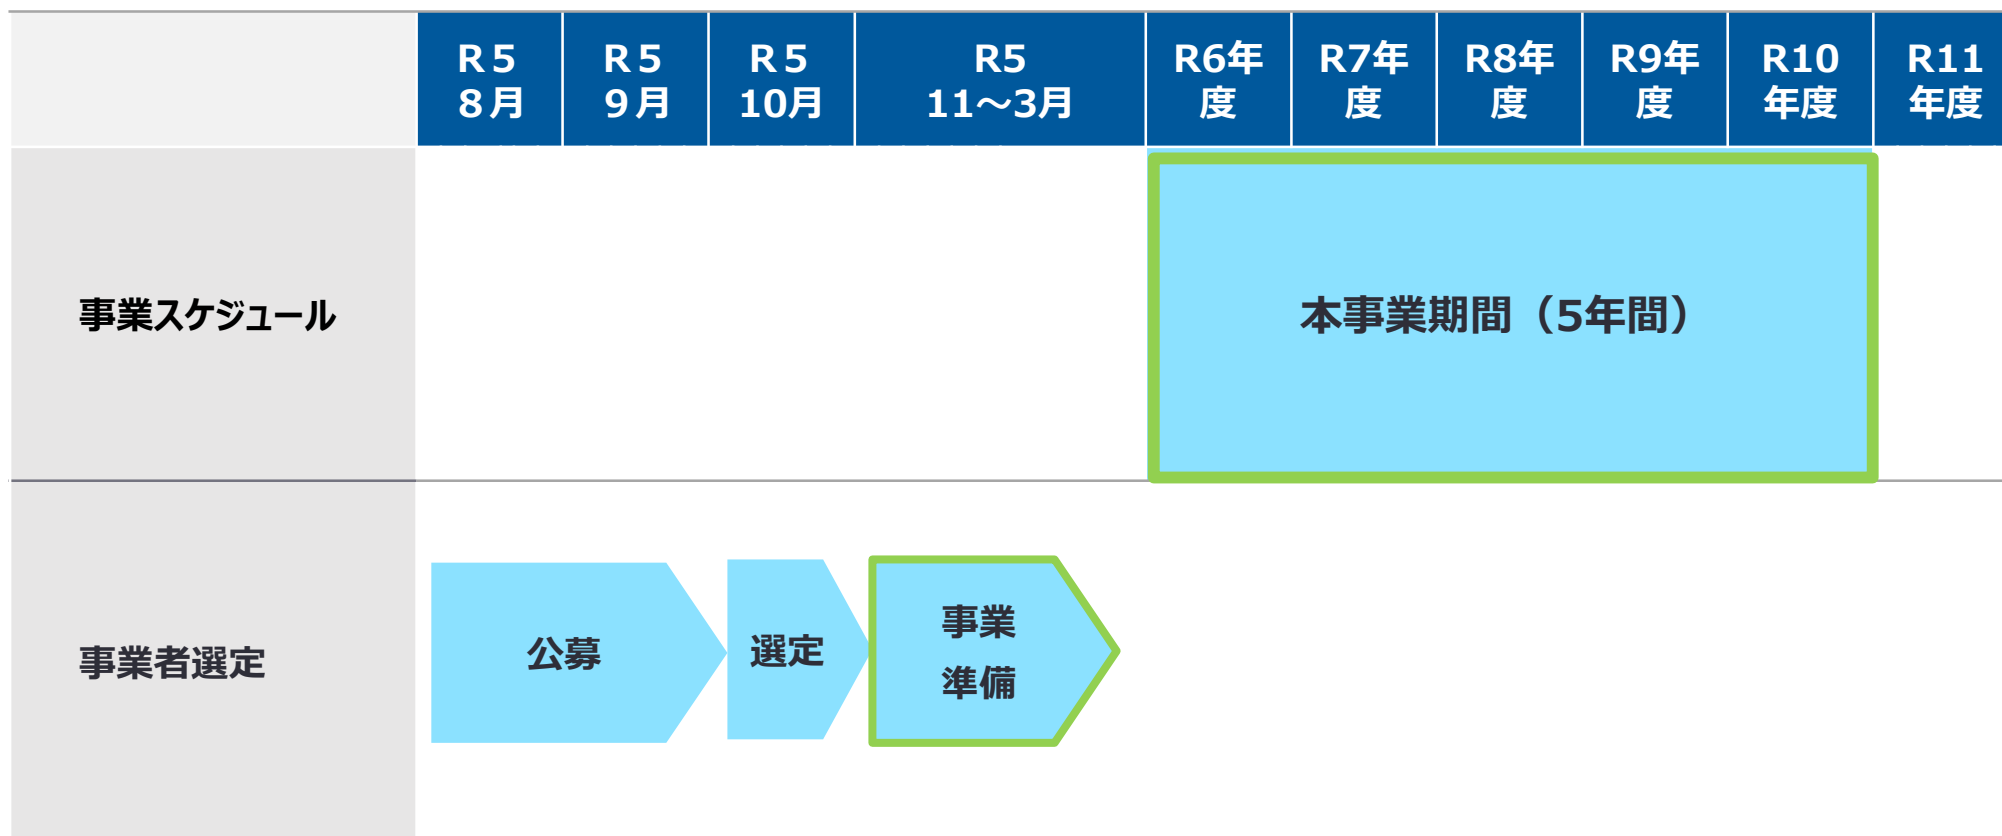 R５
８月
R５
９月
R５
10月
R5
11～3月
R6年
度
R7年
度
R8年
度
R9年
度
R10
年度
R11
年度
事業スケジュール
本事業期間（5年間）
事業者選定
公募
選定
事業
準備